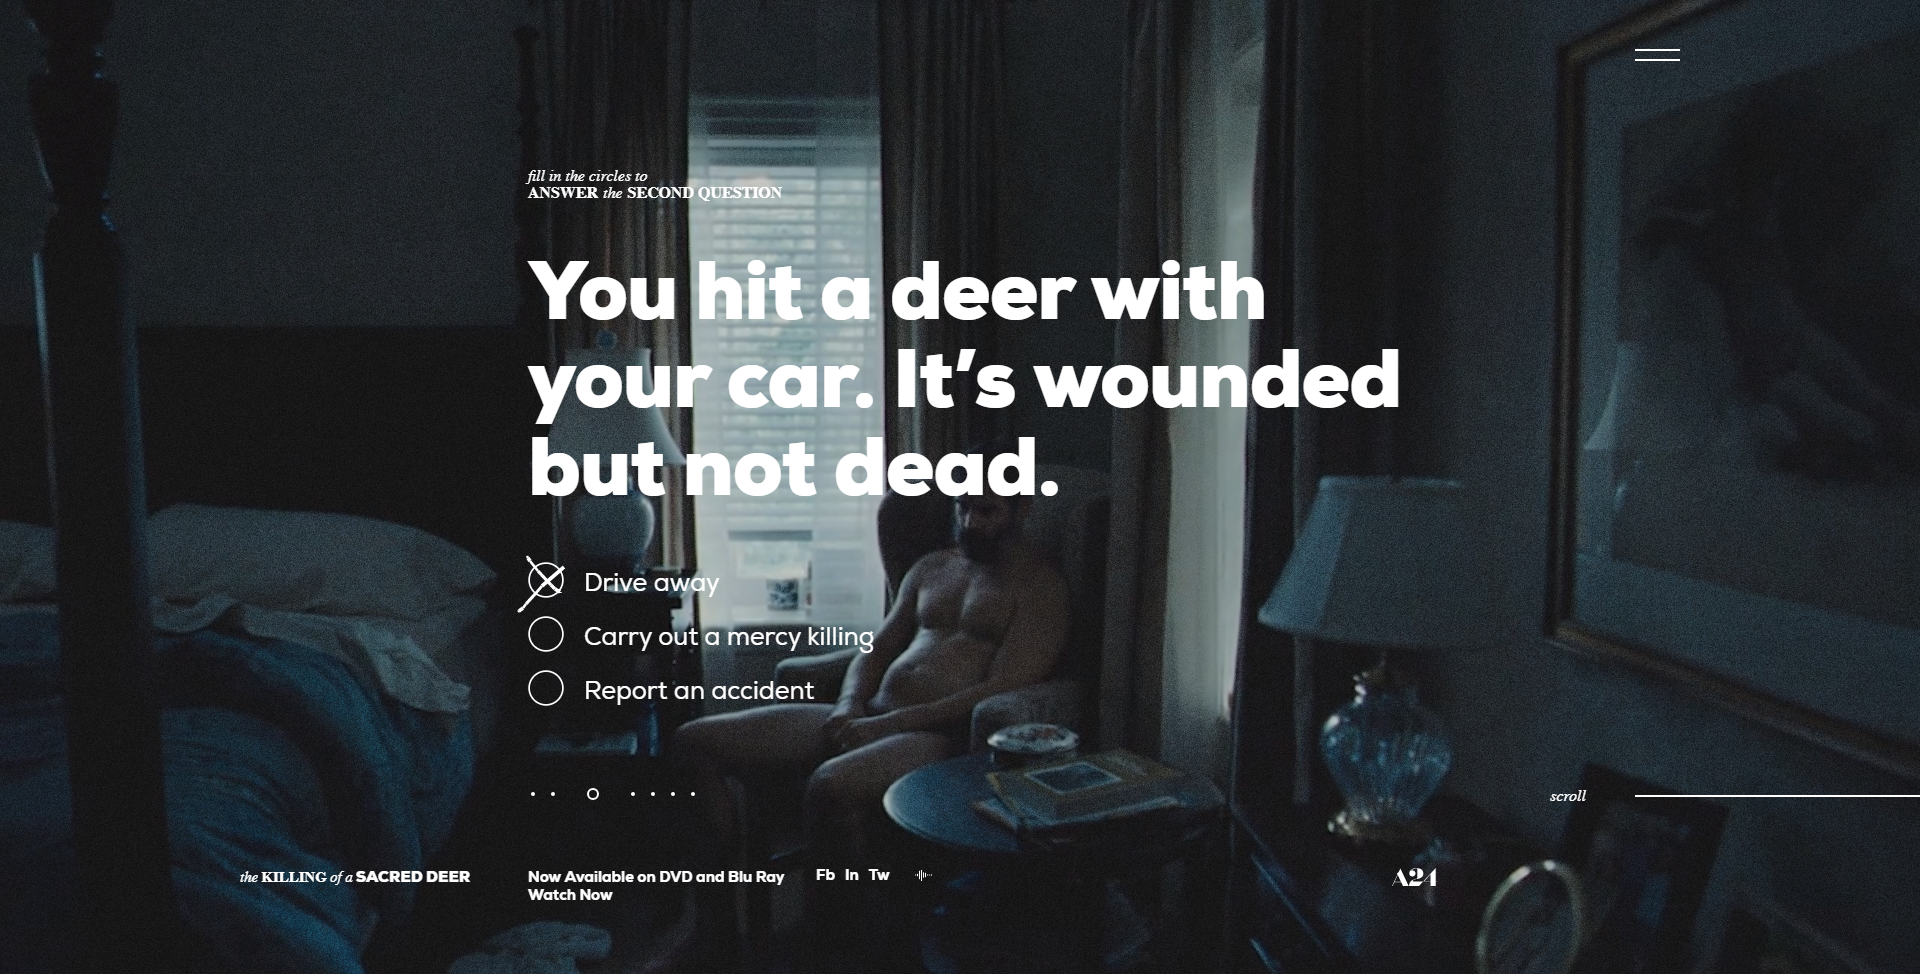 fill in the circles to
ANSWER the SECOND QUESTION
You hit a deer with
your car. It's wounded
but not dead.
Drive away
Carry out a mercy killing
Report an accident
scroll
the KILLING of a SACRED DEER
Now Available on DVD and Blu Ray
Watch Now
Fb In Tw
A24